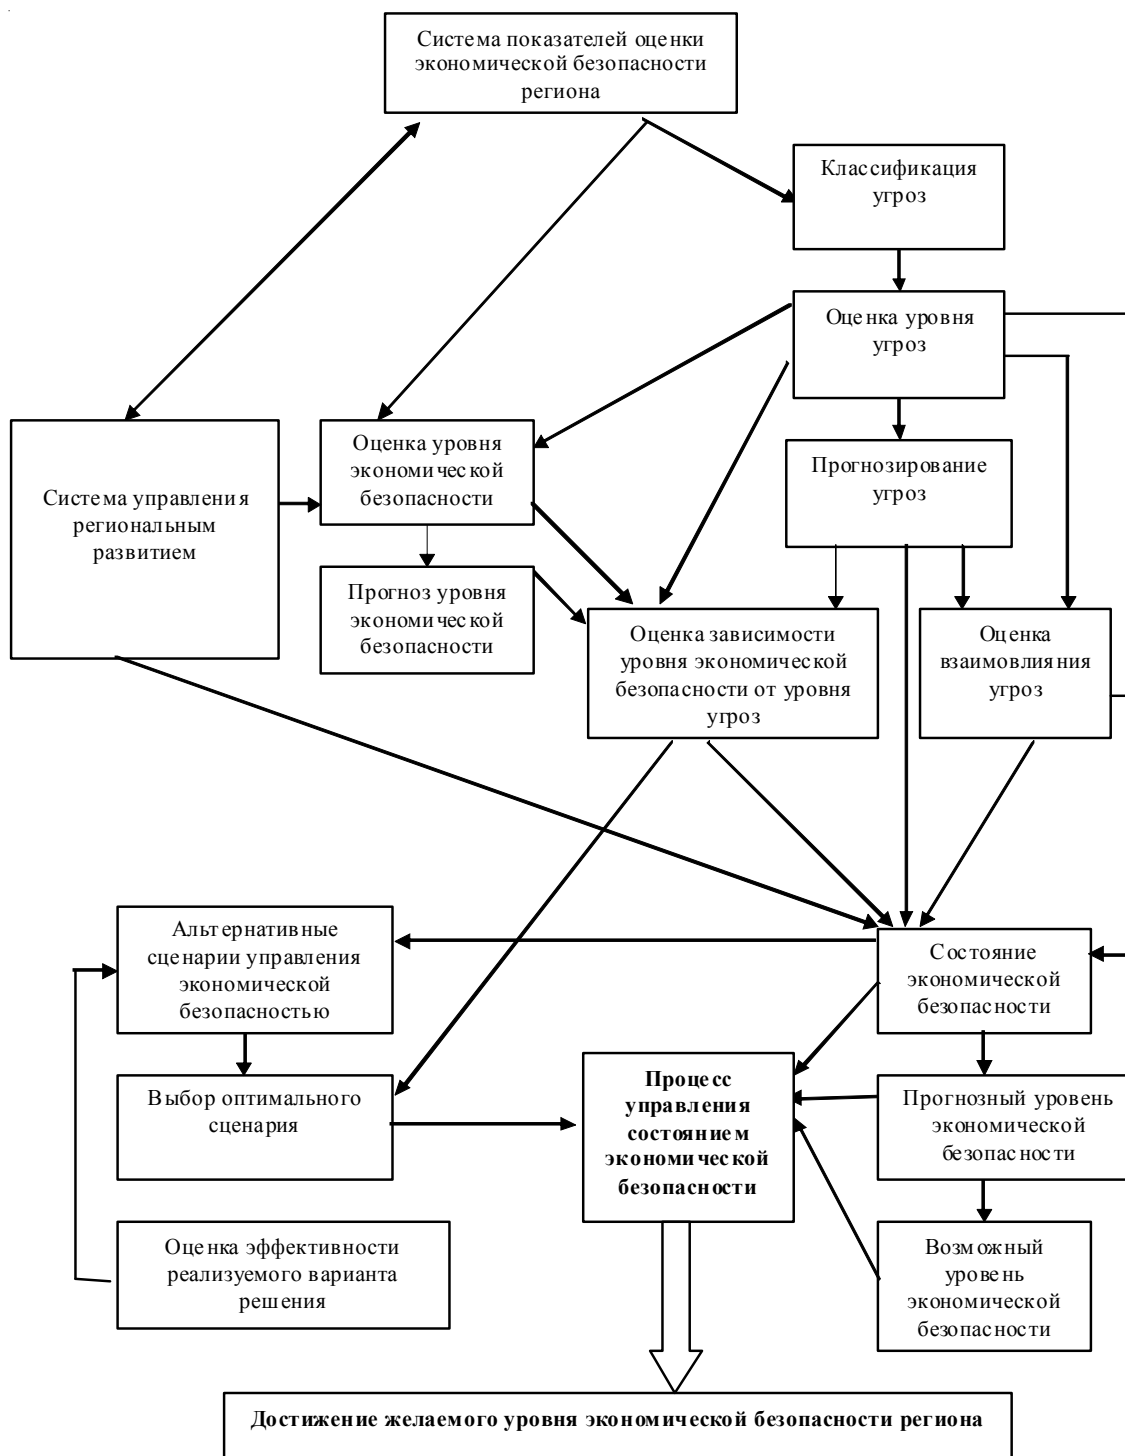 Система показателей оценки
экономической безопасности
региона
Классификация
угроз
Оценка уровня
угроз
Оценка уровня
экономической
безопасности
Прогнозирование
угроз
Система управления
региональным
развитием
Прогноз уровня
экономической
безопасности
Оценка зависимости
уровня экономической
безопасности от уровня
угроз
Оценка
взаимовлияния
угроз
Альтернативные
сценарии управления
экономической
безопасностью
Состояние
экономической
безопасности
Выбор оптимального
сценария
Процесс
управления
состоянием
экономической
безопасности
Прогнозный уровень
экономической
безопасности
Оценка эффективности
реализуемого варианта
решения
Возможный
уровень
экономической
безопасности
Достижение желаемого уровня экономической безопасности региона